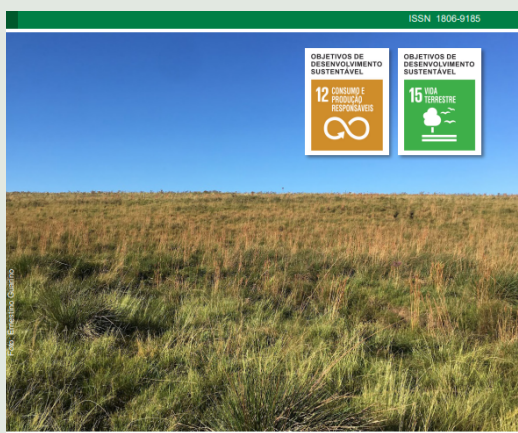 ISSN 1806-9185
OBJETIVOS DE
DESENVOLVIMENTO
SUSTENTÁVEL
12 CONSUMO E
PRODUÇÃO
RESPONSÁVEIS
OBJETIVOS DE
DESENVOLVIMENTO
SUSTENTÁVEL
15 VIDA
TERRESTRE
Foto: Ernestino Guarino